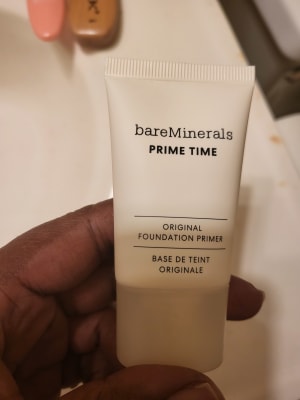 bareMinerals
PRIME TIME
ORIGINAL
FOUNDATION PRIMER
BASE DE TEINT
ORIGINALE